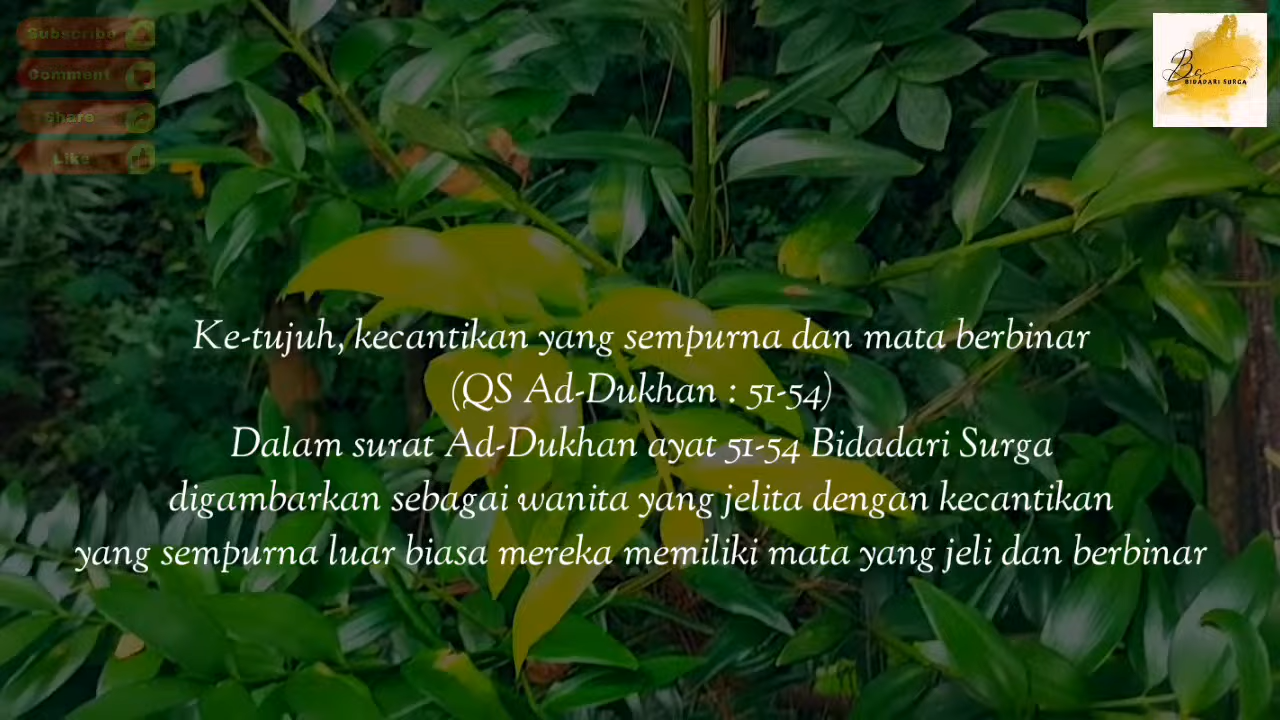 Subscribe
Comment
Share
Like
Bs
BIDADARI SURGA
Ke-tujuh, kecantikan yang sempurna dan mata berbinar
(QS Ad-Dukhan : 51-54)
Dalam surat Ad-Dukhan ayat 51-54 Bidadari Surga
digambarkan sebagai wanita yang jelita dengan kecantikan
yang sempurna luar biasa mereka memiliki mata yang jeli dan berbinar